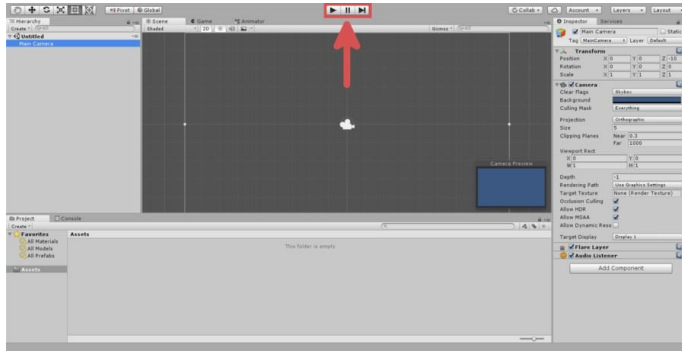 Pivot Global Collab Account Layers Layout
Hierarchy
Create
Untitled
Main Camera
Scene Game Animator
Shaded 2D Gizmos
Camera Preview
Inspector Services
Main Camera Static
Tag MainCamera Layer Default
Transform
Position X 0 Y 0 Z -10
Rotation X 0 Y 0 Z 0
Scale X 1 Y 1 Z 1
Camera
Clear Flags Skybox
Background
Culling Mask Everything
Projection Orthographic
Size 5
Clipping Planes Near 0.3
Far 1000
Viewport Rect
X 0 Y 0
W 1 H 1
Depth -1
Rendering Path Use Graphics Settings
Target Texture None (Render Texture)
Occlusion Culling
Allow HDR
Allow MSAA
Allow Dynamic Reso
Target Display Display 1
Flare Layer
Audio Listener
Add Component
Project Console
Create
Favorites
All Materials
All Models
All Prefabs
Assets
Assets
This folder is empty